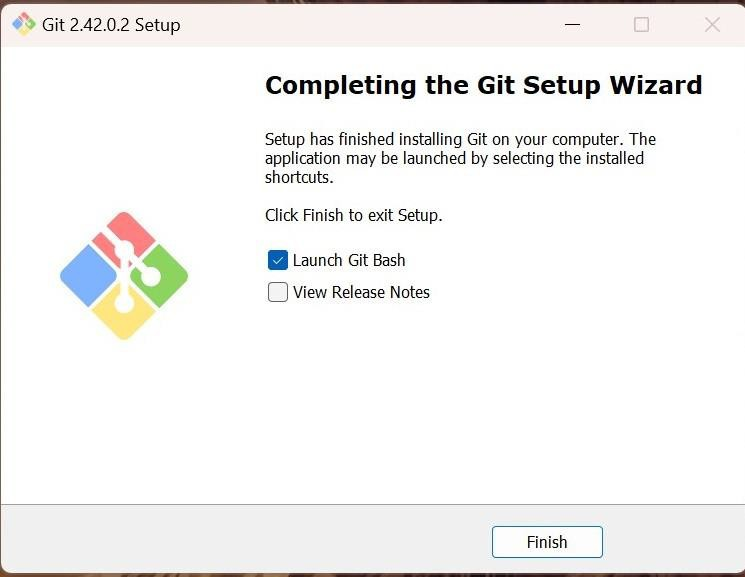 Git 2.42.0.2 Setup
Completing the Git Setup Wizard
Setup has finished installing Git on your computer. The
application may be launched by selecting the installed
shortcuts.
Click Finish to exit Setup.
Launch Git Bash
View Release Notes
Finish